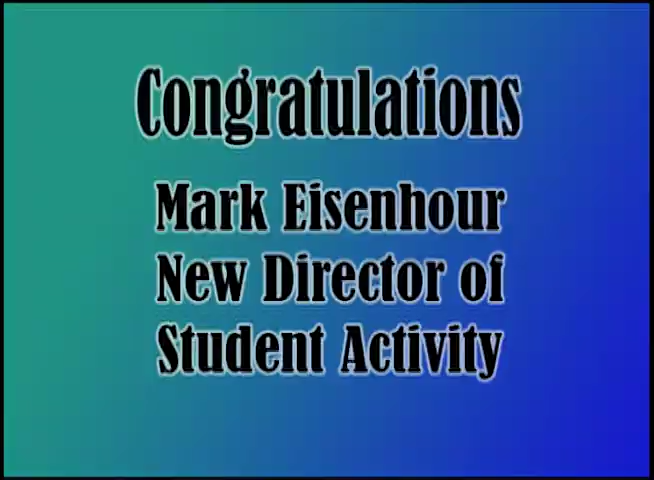 Congratulations
Mark Eisenhour
New Director of
Student Activity